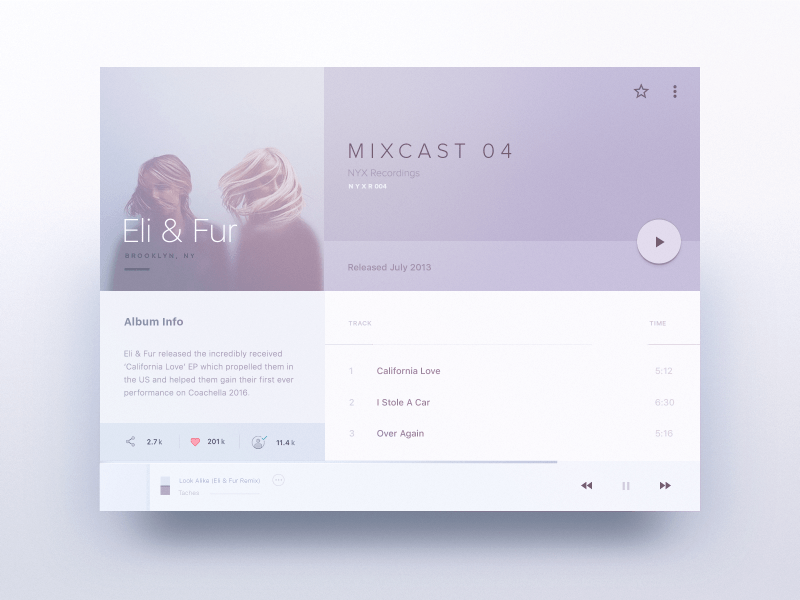 MIXCAST 04
NYX Recordings
NYXR 004
Eli & Fur
BROOKLYN, NY
Released July 2013
Album Info
Eli & Fur released the incredibly received
'California Love' EP which propelled them in
the US and helped them gain their first ever
performance on Coachella 2016.
2.7k
201k
11.4k
TRACK TIME
1 California Love 5:12
2 I Stole A Car 6:30
3 Over Again 5:16
Look Alike (Eli & Fur Remix)
Taches